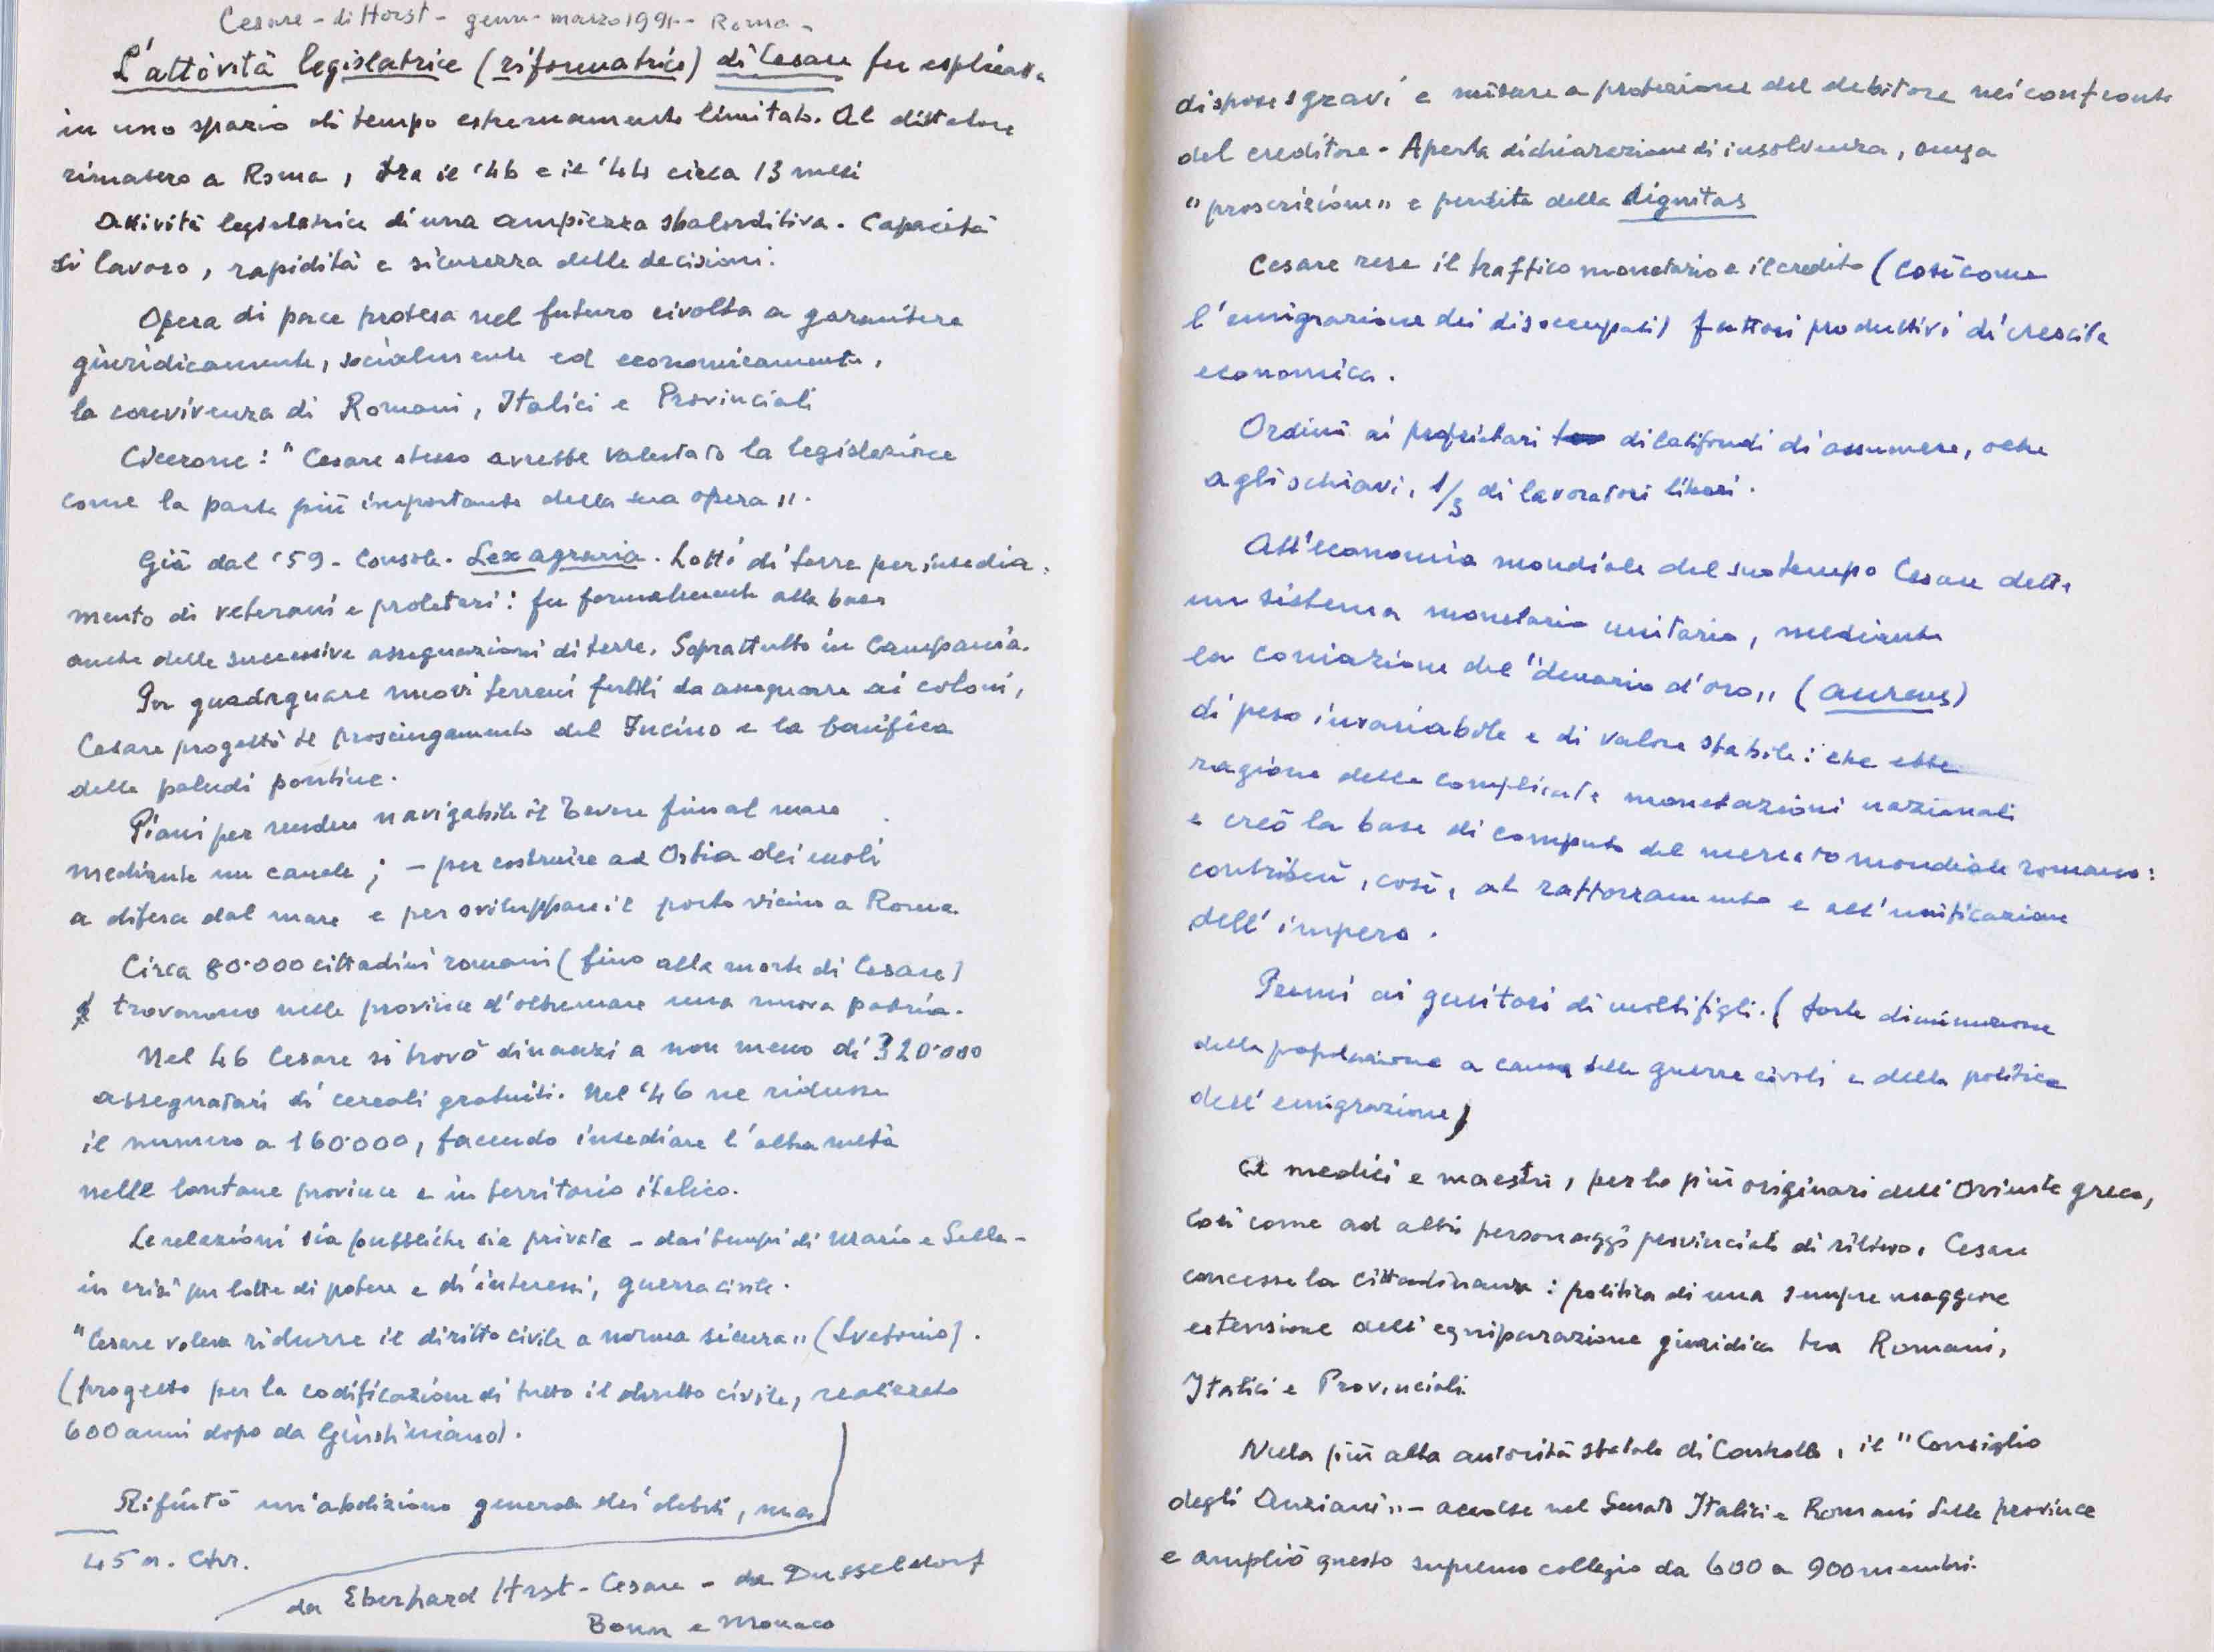 Cesare - di Horst - genn - marzo 1991 - Roma -
L'attività legislatrice (riformatrice) di Cesare fu esplicata
in uno spazio di tempo estremamente limitato. Al dittatore
rimasero a Roma, tra il '46 e il '44 circa 13 mesi
Attività legislatrice di una ampiezza sbalorditiva. Capacità
di lavoro, rapidità e sicurezza delle decisioni.
Opera di pace protesa nel futuro rivolta a garantire
giuridicamente, socialmente ed economicamente,
la convivenza di Romani, Italici e Provinciali
Cicerone: "Cesare stesso avrebbe valutato la legislazione
come la parte più importante della sua opera".
Già dal '59 - Console. Lex agraria. Lotti di terre per insedia-
mento di veterani e proletari: fu formalmente alla base
anche delle successive assegnazioni di terre. Soprattutto in Campania.
Per guadagnare nuovi terreni fertili da assegnare ai coloni,
Cesare progettò il prosciugamento del Fucino e la bonifica
delle paludi pontine.
Piani per rendere navigabile il Tevere fino al mare
mediante un canale; - per costruire ad Ostia dei moli
a difesa dal mare e per sviluppare il porto vicino a Roma.
Circa 80.000 cittadini romani (fino alla morte di Cesare)
trovarono nelle province d'oltremare una nuova patria.
Nel 46 Cesare si trovò dinanzi a non meno di 320.000
assegnatari di cereali gratuiti. Nel '46 ne ridusse
il numero a 160.000, facendo insediare l'altra metà
nelle lontane province e in territorio italico.
Le relazioni sia pubbliche sia private - dai tempi di Mario e Silla -
in crisi per lotte di potere e di interessi, guerra civile.
"Cesare voleva ridurre il diritto civile a norma sicura" (Svetonio).
(progetto per la codificazione di tutto il diritto civile, realizzato
600 anni dopo da Giustiniano).
Rifiutò un'abolizione generale dei debiti, ma
45 a. Chr.
da Eberhard Horst - Cesare - da Dusseldorf
Bonn e Monaco
dispose sgravi e misure a protezione del debitore nei confronti
del creditore - Aperta dichiarazione di insolvenza, senza
"proscrizione" e perdita della dignitas
Cesare rese il traffico monetario e il credito (così come
l'emigrazione dei disoccupati) fattori produttivi di crescita
economica.
Ordinò ai proprietari di latifondi di assumere, oltre
agli schiavi, 1/3 di lavoratori liberi.
All'economia mondiale del suo tempo Cesare dette
un sistema monetario unitario, mediante
la coniazione del "denario d'oro" (aureus)
di peso invariabile e di valore stabile: che ebbe
ragione delle complicate monetazioni nazionali
e creò la base di computo del mercato mondiale romano:
contribuì, così, al rafforzamento e all'unificazione
dell'impero.
Premi ai genitori di molti figli. (forte diminuzione
della popolazione a causa delle guerre civili e della politica
dell'emigrazione)
A medici e maestri, per lo più originari dell'Oriente greco,
così come ad altri personaggi provinciali di rilievo, Cesare
concesse la cittadinanza: politica di una sempre maggiore
estensione dell'equiparazione giuridica tra Romani,
Italici e Provinciali
Nella più alta autorità statale di Controllo, il "Consiglio
degli Anziani" - accolse nel Senato Italici e Romani delle province
e ampliò questo supremo collegio da 600 a 900 membri.